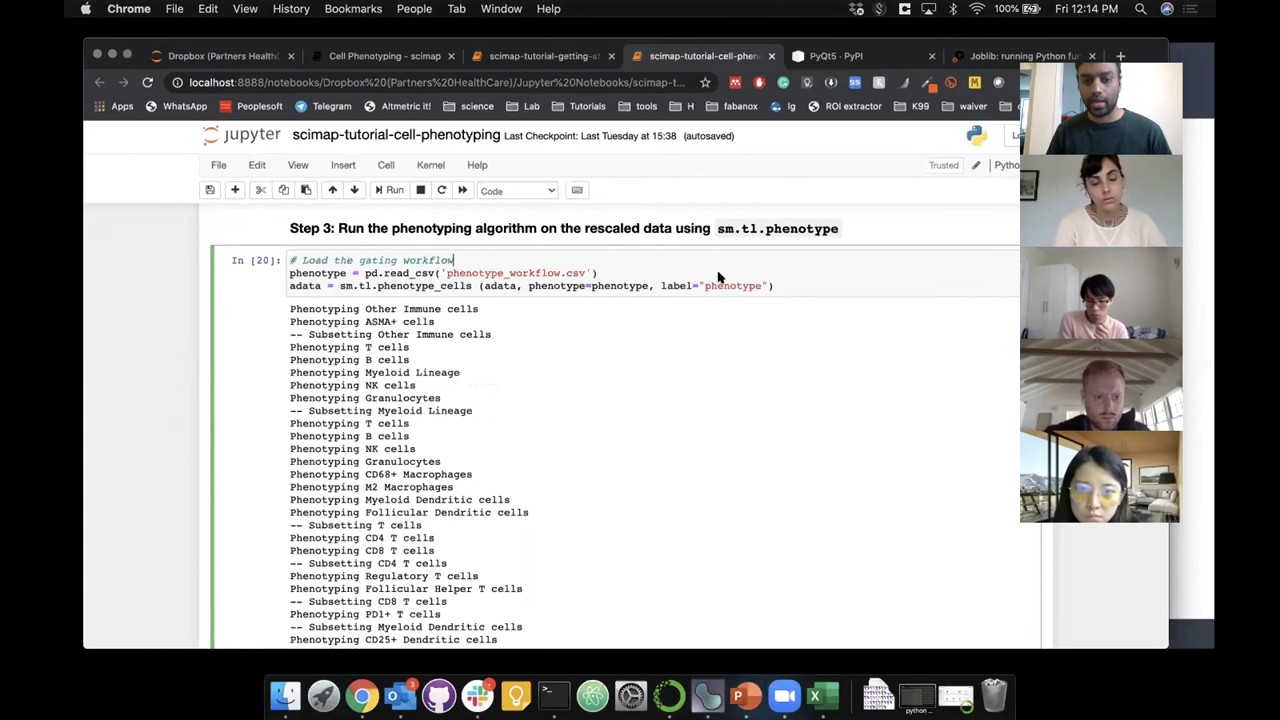 Chrome File Edit View History Bookmarks People Tab Window Help 100% Fri 12:14 PM
Dropbox (Partners Health Cell Phenotyping - scimap scimap-tutorial-getting-st scimap-tutorial-cell-phen PyQt5 · PyPI Joblib: running Python fu
localhost:8888/notebooks/Dropbox%20(Partners%20HealthCare)/Jupyter%20Notebooks/scimap-t...
Apps WhatsApp Peoplesoft Telegram Altmetric it! science Lab Tutorials tools H fabanox Ig ROI extractor K99 waiver
jupyter scimap-tutorial-cell-phenotyping Last Checkpoint: Last Tuesday at 15:38 (autosaved)
File Edit View Insert Cell Kernel Help Trusted
Run Code
Step 3: Run the phenotyping algorithm on the rescaled data using sm.tl.phenotype
In [20]: # Load the gating workflow
phenotype = pd.read_csv('phenotype_workflow.csv')
adata = sm.tl.phenotype_cells (adata, phenotype=phenotype, label="phenotype")
Phenotyping Other Immune cells
Phenotyping ASMA+ cells
-- Subsetting Other Immune cells
Phenotyping T cells
Phenotyping B cells
Phenotyping Myeloid Lineage
Phenotyping NK cells
Phenotyping Granulocytes
-- Subsetting Myeloid Lineage
Phenotyping T cells
Phenotyping B cells
Phenotyping NK cells
Phenotyping Granulocytes
Phenotyping CD68+ Macrophages
Phenotyping M2 Macrophages
Phenotyping Myeloid Dendritic cells
Phenotyping Follicular Dendritic cells
-- Subsetting T cells
Phenotyping CD4 T cells
Phenotyping CD8 T cells
-- Subsetting CD4 T cells
Phenotyping Regulatory T cells
Phenotyping Follicular Helper T cells
-- Subsetting CD8 T cells
Phenotyping PD1+ T cells
-- Subsetting Myeloid Dendritic cells
Phenotyping CD25+ Dendritic cells